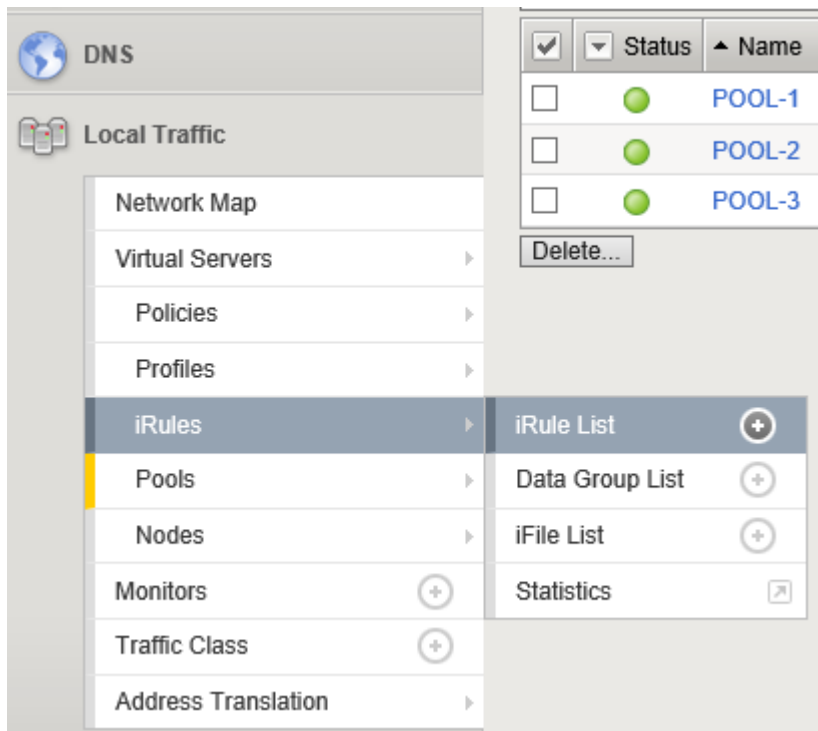 DNS
Local Traffic
Network Map
Virtual Servers
Policies
Profiles
iRules
Pools
Nodes
Monitors
Traffic Class
Address Translation
iRule List
Data Group List
iFile List
Statistics
Status Name
POOL-1
POOL-2
POOL-3
Delete...